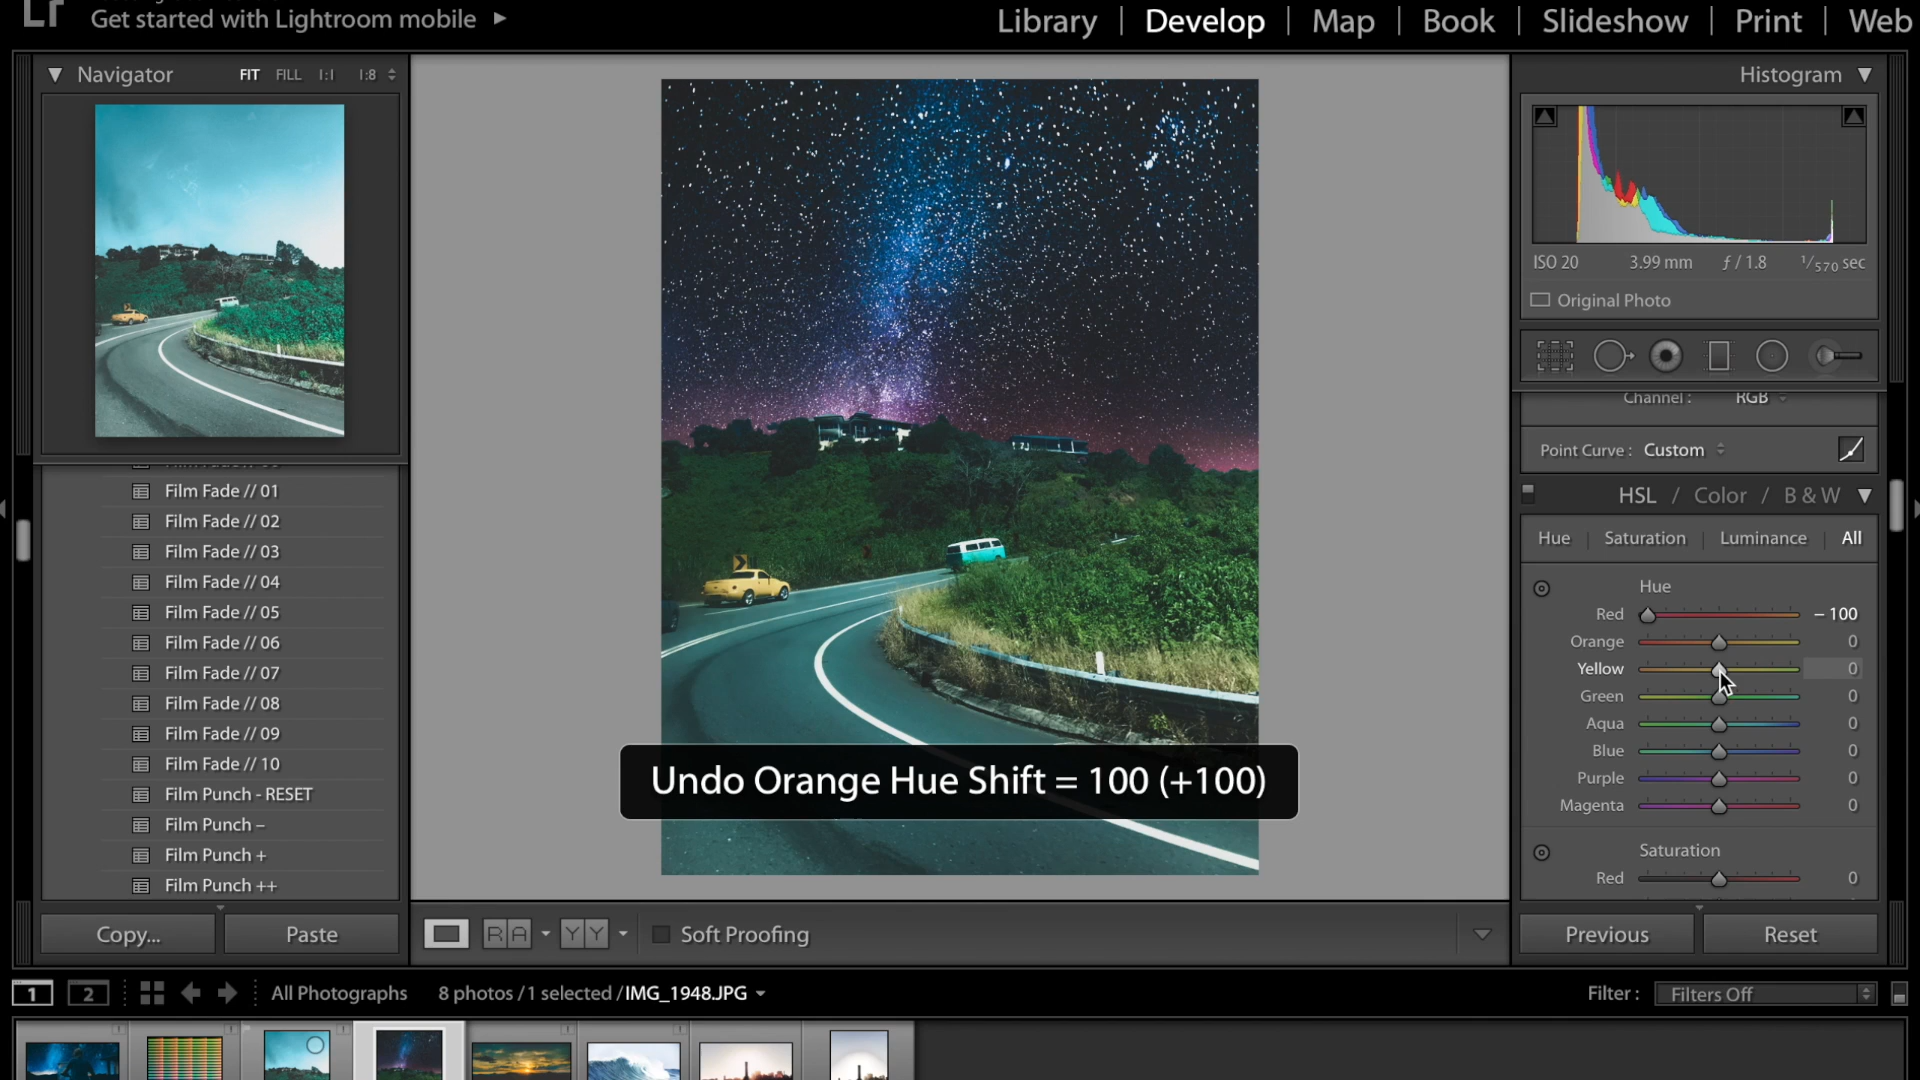 Lr
Get started with Lightroom mobile
Library | Develop | Map | Book | Slideshow | Print | Web
Navigator FIT FILL 1:1 1:8
Film Fade // 01
Film Fade // 02
Film Fade // 03
Film Fade // 04
Film Fade // 05
Film Fade // 06
Film Fade // 07
Film Fade // 08
Film Fade // 09
Film Fade // 10
Film Punch - RESET
Film Punch –
Film Punch +
Film Punch ++
Copy... Paste
Undo Orange Hue Shift = 100 (+100)
R A Y Y Soft Proofing
Histogram
ISO 20 3.99 mm ƒ / 1.8 1/570 sec
Original Photo
Channel : RGB
Point Curve : Custom
HSL / Color / B & W
Hue | Saturation | Luminance | All
Hue
Red – 100
Orange 0
Yellow 0
Green 0
Aqua 0
Blue 0
Purple 0
Magenta 0
Saturation
Red 0
Previous Reset
1 2 All Photographs 8 photos / 1 selected / IMG_1948.JPG
Filter : Filters Off